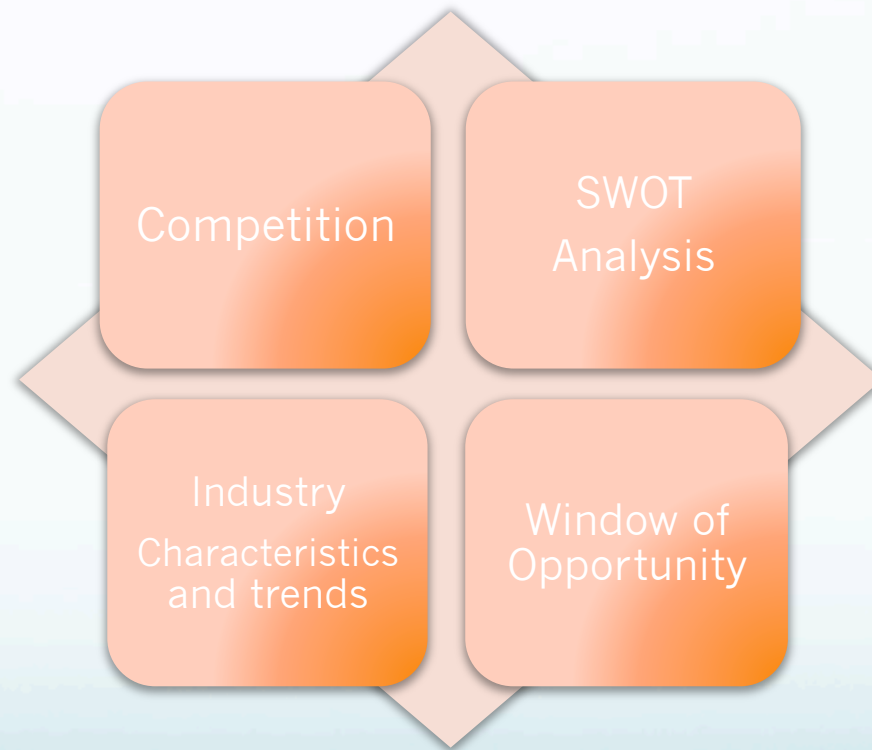 Competition
SWOT
Analysis
Industry
Characteristics
and trends
Window of
Opportunity